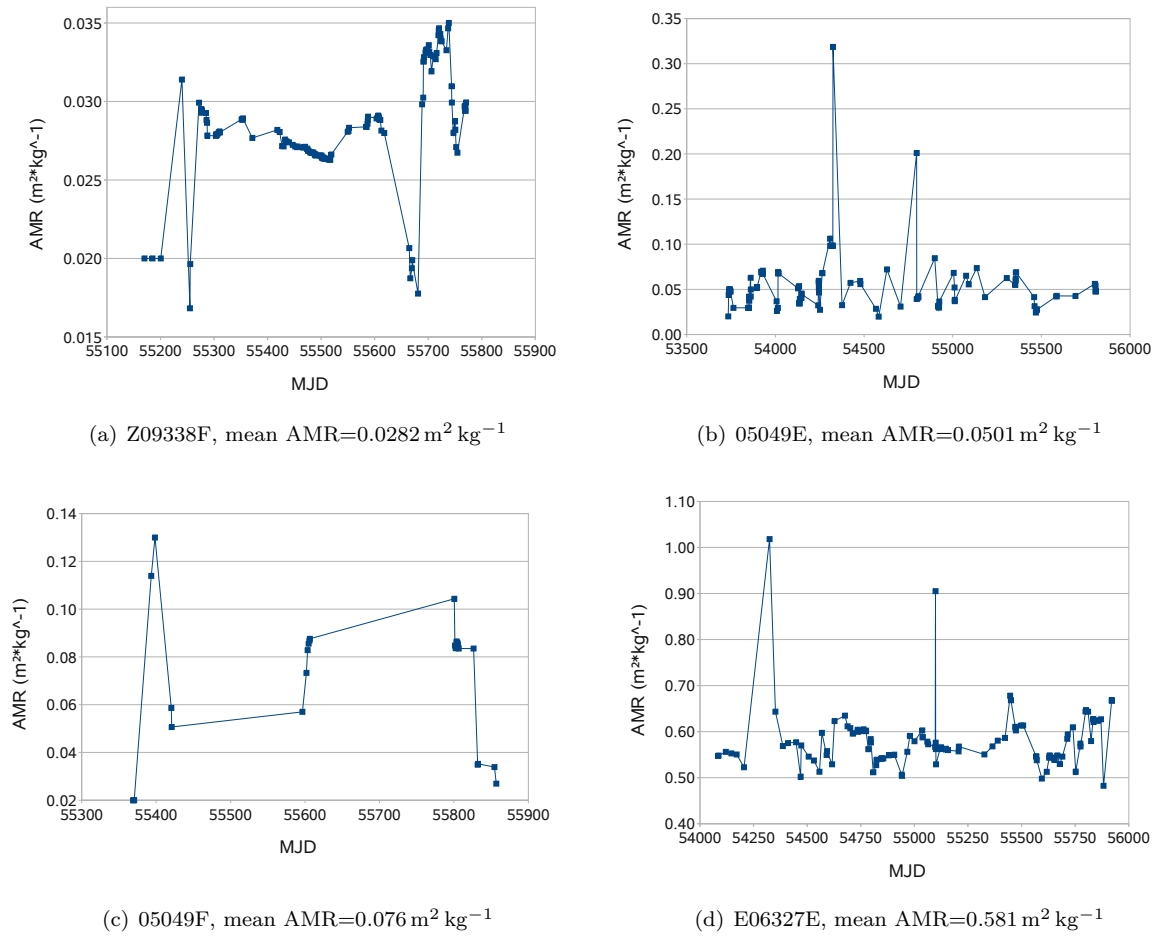 0.035
0.030
0.025
0.020
0.015
AMR (m²*kg^-1)
55100 55200 55300 55400 55500 55600 55700 55800 55900
MJD
(a) Z09338F, mean AMR=0.0282 m² kg⁻¹
0.35
0.30
0.25
0.20
0.15
0.10
0.05
0.00
AMR (m²*kg^-1)
53500 54000 54500 55000 55500 56000
MJD
(b) 05049E, mean AMR=0.0501 m² kg⁻¹
0.14
0.12
0.10
0.08
0.06
0.04
0.02
AMR (m²*kg^-1)
55300 55400 55500 55600 55700 55800 55900
MJD
(c) 05049F, mean AMR=0.076 m² kg⁻¹
1.10
1.00
0.90
0.80
0.70
0.60
0.50
0.40
AMR (m²*kg^-1)
54000 54250 54500 54750 55000 55250 55500 55750 56000
MJD
(d) E06327E, mean AMR=0.581 m² kg⁻¹